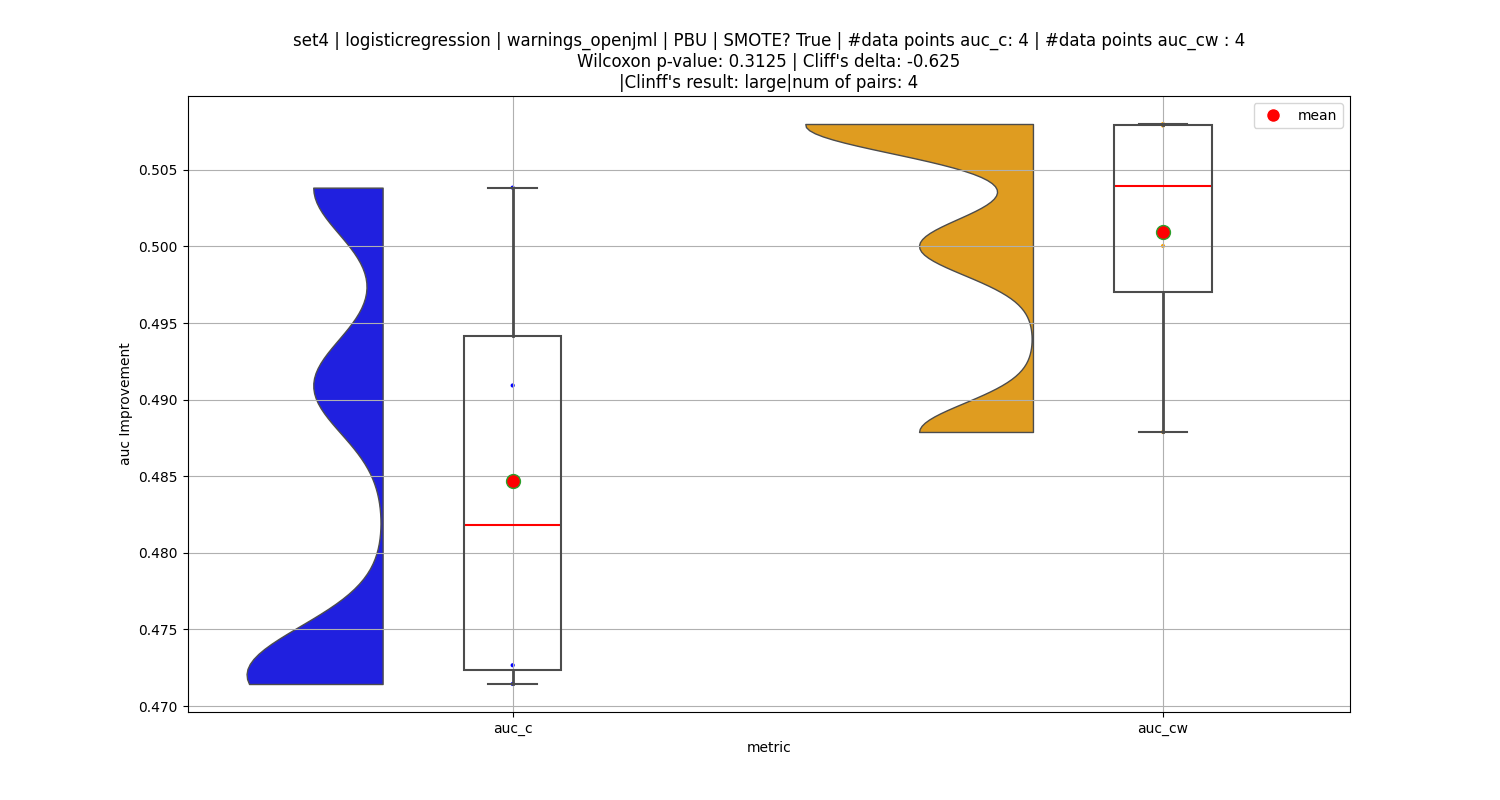 set4 | logisticregression | warnings_openjml | PBU | SMOTE? True | #data points auc_c: 4 | #data points auc_cw : 4
Wilcoxon p-value: 0.3125 | Cliff's delta: -0.625
|Clinff's result: large|num of pairs: 4
mean
0.505
0.500
0.495
0.490
0.485
0.480
0.475
0.470
auc Improvement
auc_c
auc_cw
metric